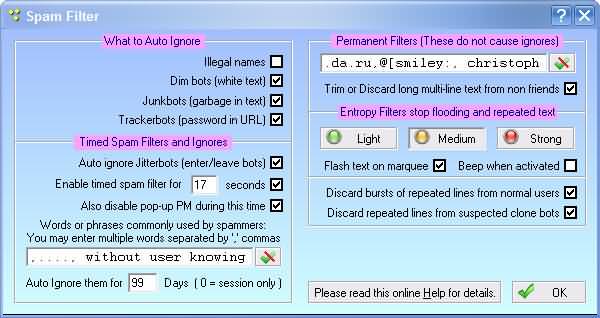 Spam Filter
What to Auto Ignore
Illegal names
Dim bots (white text)
Junkbots (garbage in text)
Trackerbots (password in URL)
Timed Spam Filters and Ignores
Auto ignore Jitterbots (enter/leave bots)
Enable timed spam filter for 17 seconds
Also disable pop-up PM during this time
Words or phrases commonly used by spammers:
You may enter multiple words separated by ',' commas
,....., without user knowing
Auto Ignore them for 99 Days ( 0 = session only )
Permanent Filters (These do not cause ignores)
.da.ru,@[smiley:, christoph
Trim or Discard long multi-line text from non friends
Entropy Filters stop flooding and repeated text
Light Medium Strong
Flash text on marquee Beep when activated
Discard bursts of repeated lines from normal users
Discard repeated lines from suspected clone bots
Please read this online Help for details. OK